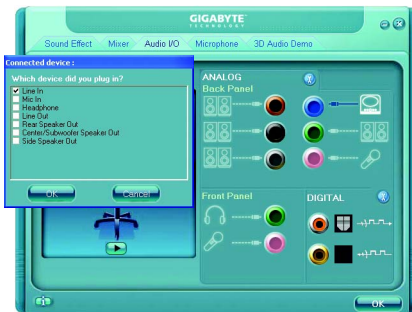 GIGABYTE
TECHNOLOGY
Sound Effect
Mixer
Audio I/O
Microphone
3D Audio Demo
Connected device :
Which device did you plug in?
Line In
Mic In
Headphone
Line Out
Rear Speaker Out
Center/Subwoofer Speaker Out
Side Speaker Out
OK
Cancel
ANALOG
Back Panel
Front Panel
DIGITAL
OK